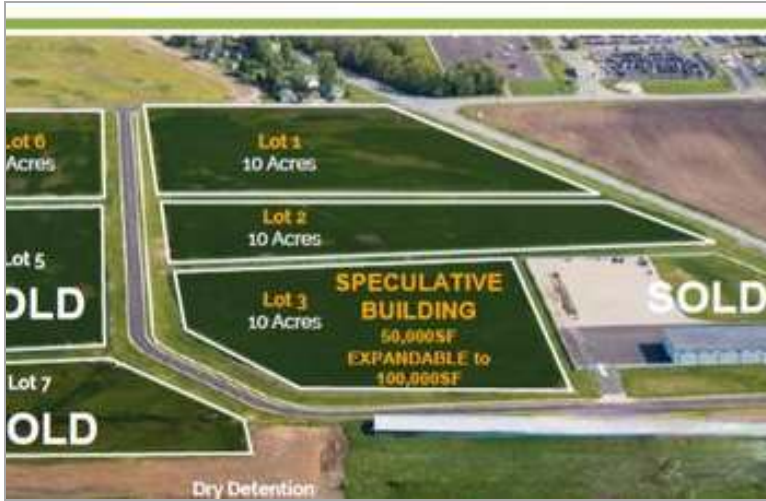 Lot 1
10 Acres
Lot 6
Acres
Lot 2
10 Acres
Lot 5
OLD
Lot 3
10 Acres
SPECULATIVE
BUILDING
50,000SF
EXPANDABLE to
100,000SF
SOLD
Lot 7
OLD
Dry Detention